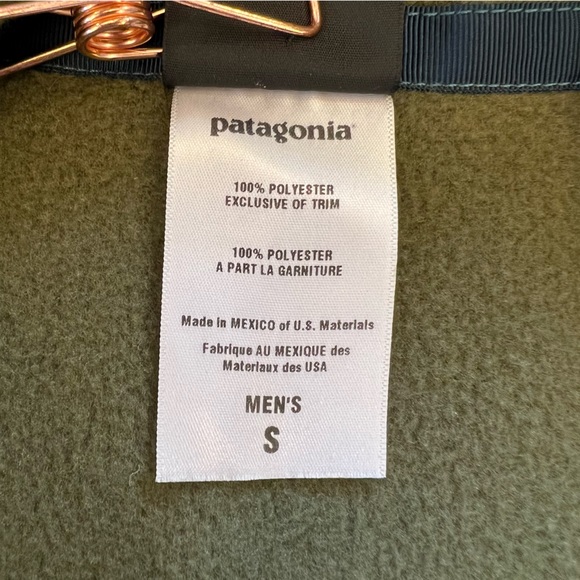 patagonia
100% POLYESTER
EXCLUSIVE OF TRIM
100% POLYESTER
A PART LA GARNITURE
Made in MEXICO of U.S. Materials
Fabrique AU MEXIQUE des
Materiaux des USA
MEN'S
S